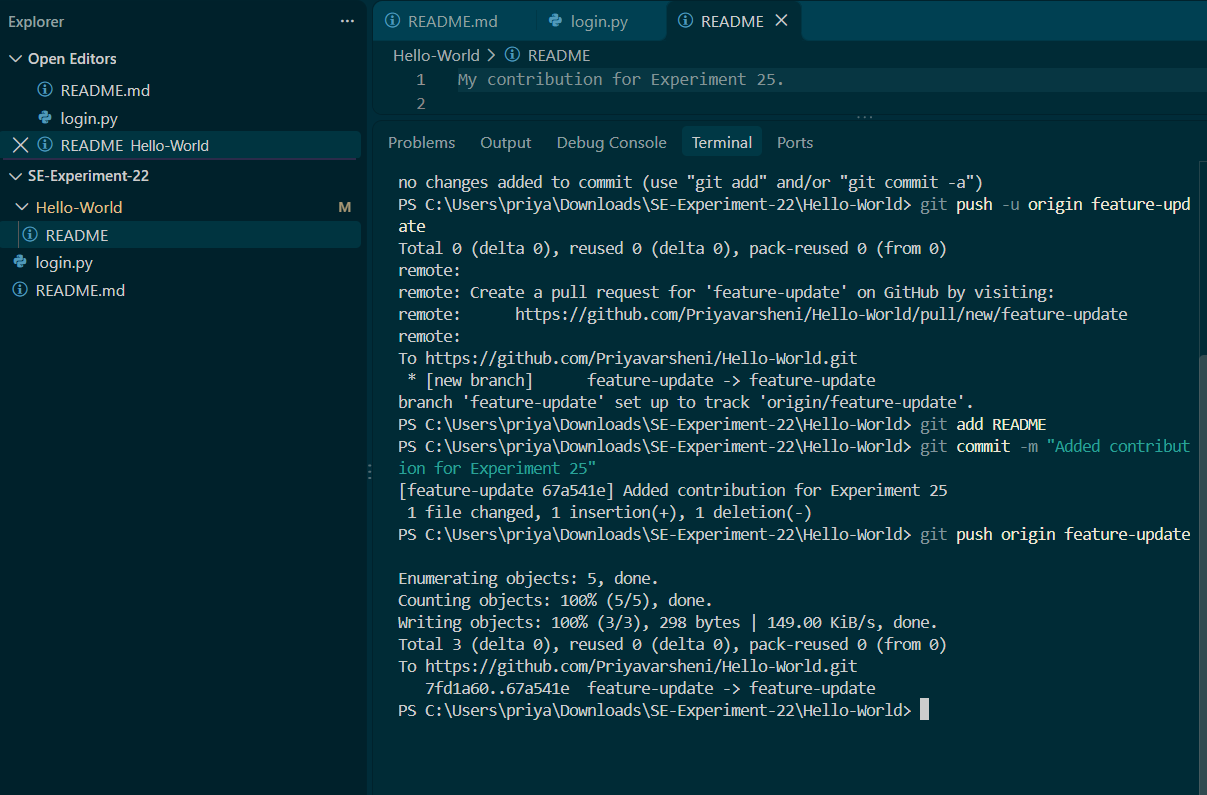 Explorer
...
Open Editors
README.md
login.py
README Hello-World
SE-Experiment-22
Hello-World M
README
login.py
README.md
README.md login.py README
Hello-World > README
1 My contribution for Experiment 25.
2
Problems Output Debug Console Terminal Ports
no changes added to commit (use "git add" and/or "git commit -a")
PS C:\Users\priya\Downloads\SE-Experiment-22\Hello-World> git push -u origin feature-upd
ate
Total 0 (delta 0), reused 0 (delta 0), pack-reused 0 (from 0)
remote:
remote: Create a pull request for 'feature-update' on GitHub by visiting:
remote:      https://github.com/Priyavarsheni/Hello-World/pull/new/feature-update
remote:
To https://github.com/Priyavarsheni/Hello-World.git
 * [new branch]      feature-update -> feature-update
branch 'feature-update' set up to track 'origin/feature-update'.
PS C:\Users\priya\Downloads\SE-Experiment-22\Hello-World> git add README
PS C:\Users\priya\Downloads\SE-Experiment-22\Hello-World> git commit -m "Added contribut
ion for Experiment 25"
[feature-update 67a541e] Added contribution for Experiment 25
 1 file changed, 1 insertion(+), 1 deletion(-)
PS C:\Users\priya\Downloads\SE-Experiment-22\Hello-World> git push origin feature-update
Enumerating objects: 5, done.
Counting objects: 100% (5/5), done.
Writing objects: 100% (3/3), 298 bytes | 149.00 KiB/s, done.
Total 3 (delta 0), reused 0 (delta 0), pack-reused 0 (from 0)
To https://github.com/Priyavarsheni/Hello-World.git
   7fd1a60..67a541e  feature-update -> feature-update
PS C:\Users\priya\Downloads\SE-Experiment-22\Hello-World>